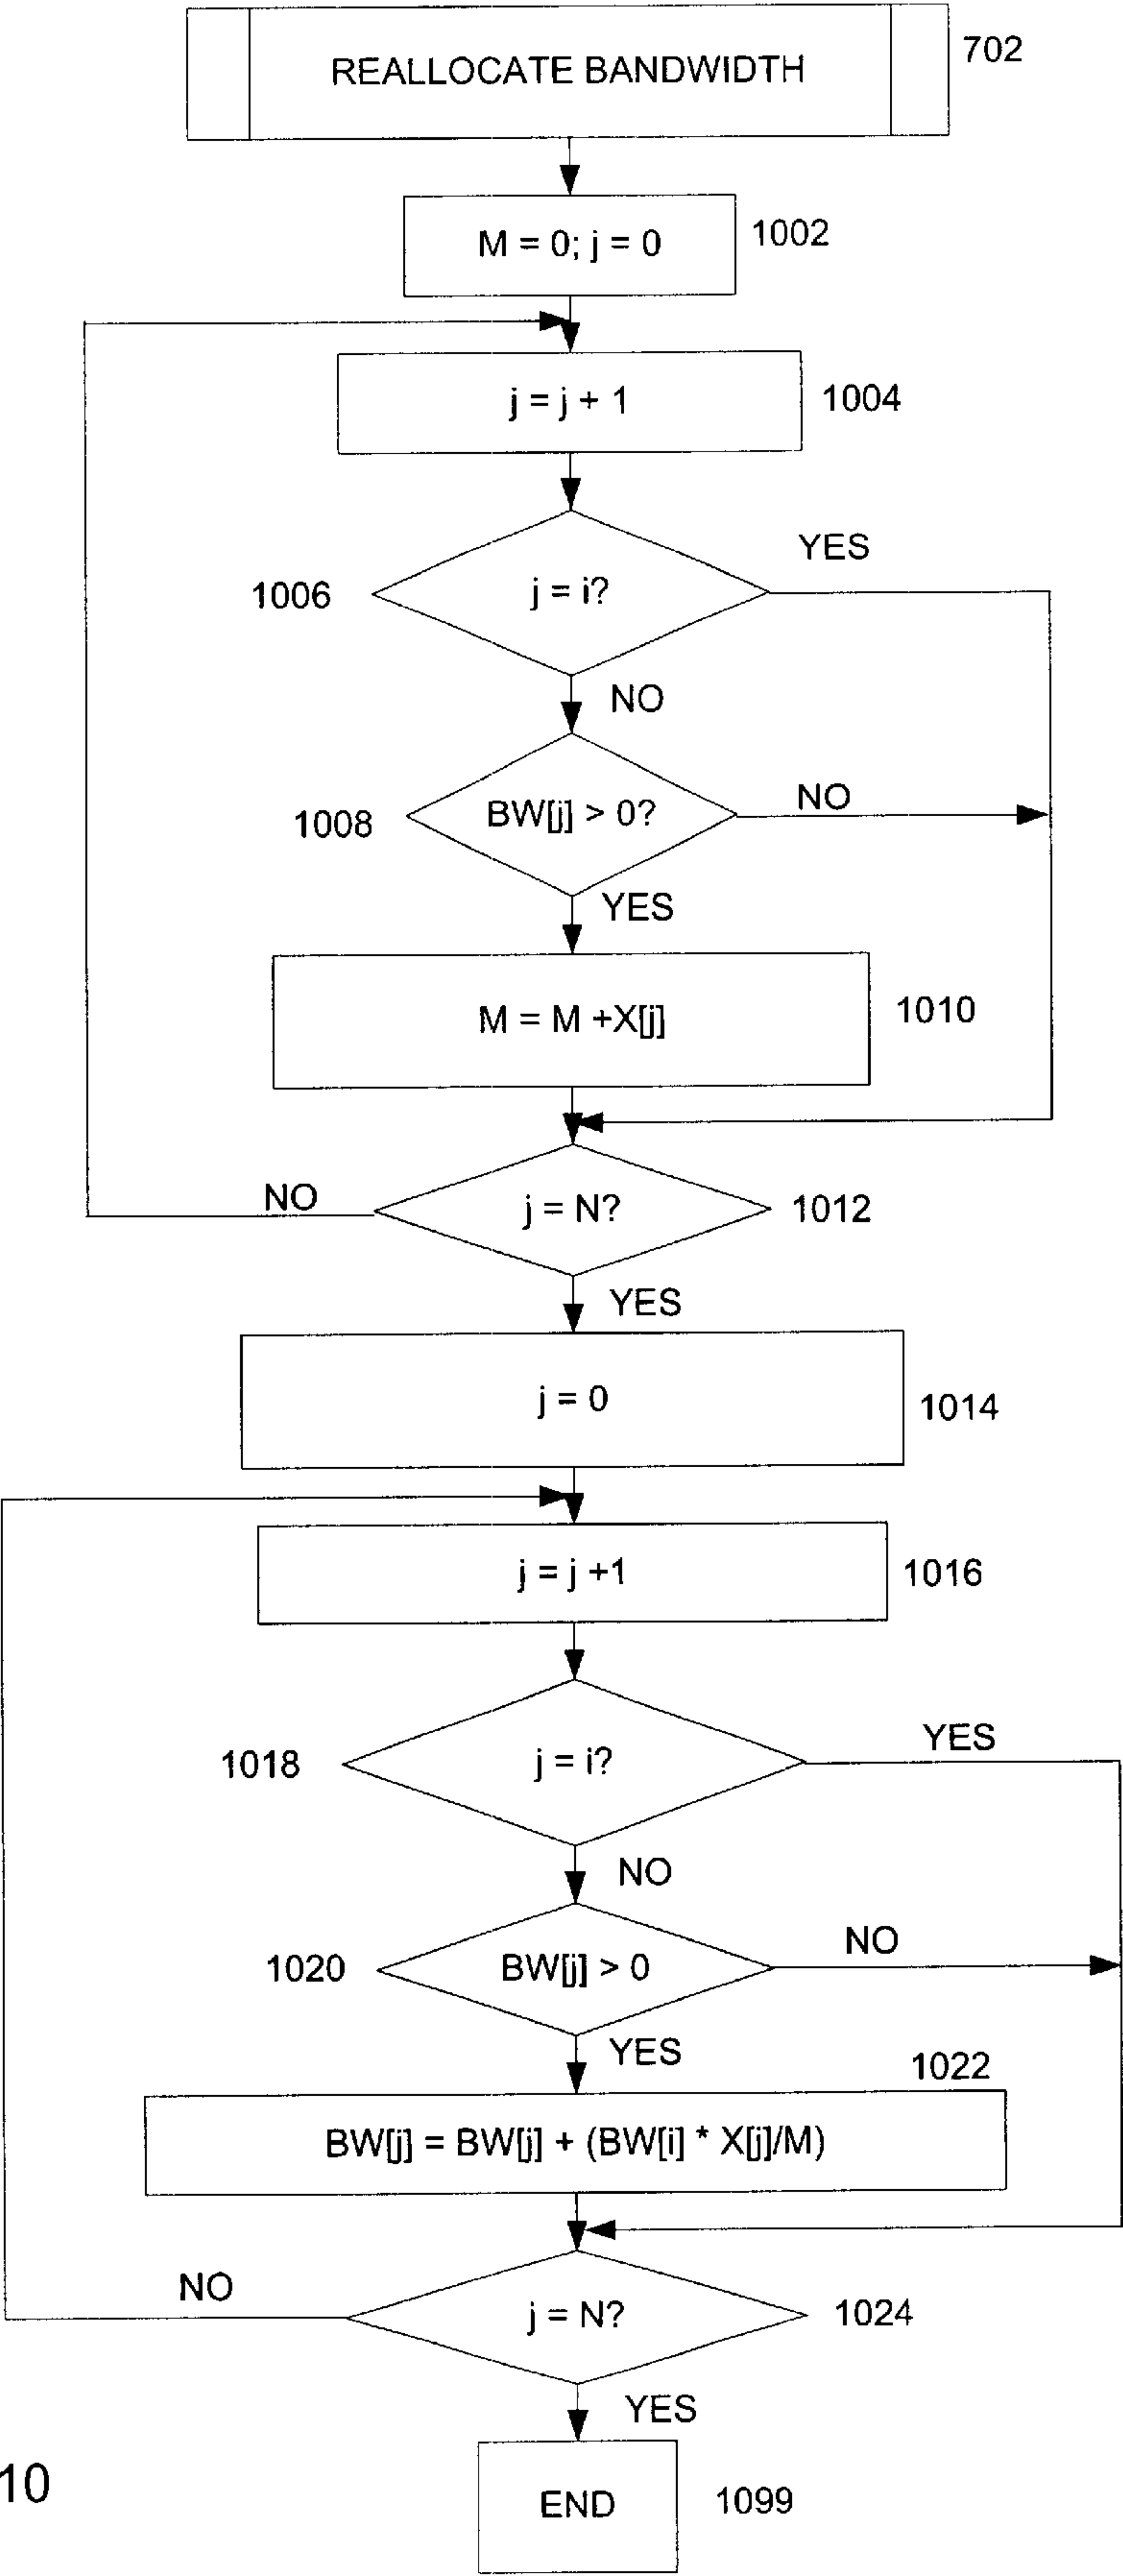 REALLOCATE BANDWIDTH
702
M = 0; j = 0
1002
j = j + 1
1004
YES
1006
j = i?
NO
1008
BW[j] > 0?
NO
YES
M = M +X[j]
1010
NO
j = N?
1012
YES
j = 0
1014
j = j +1
1016
YES
1018
j = i?
NO
1020
BW[j] > 0
NO
YES
1022
BW[j] = BW[j] + (BW[i] * X[j]/M)
NO
j = N?
1024
YES
10
END
1099